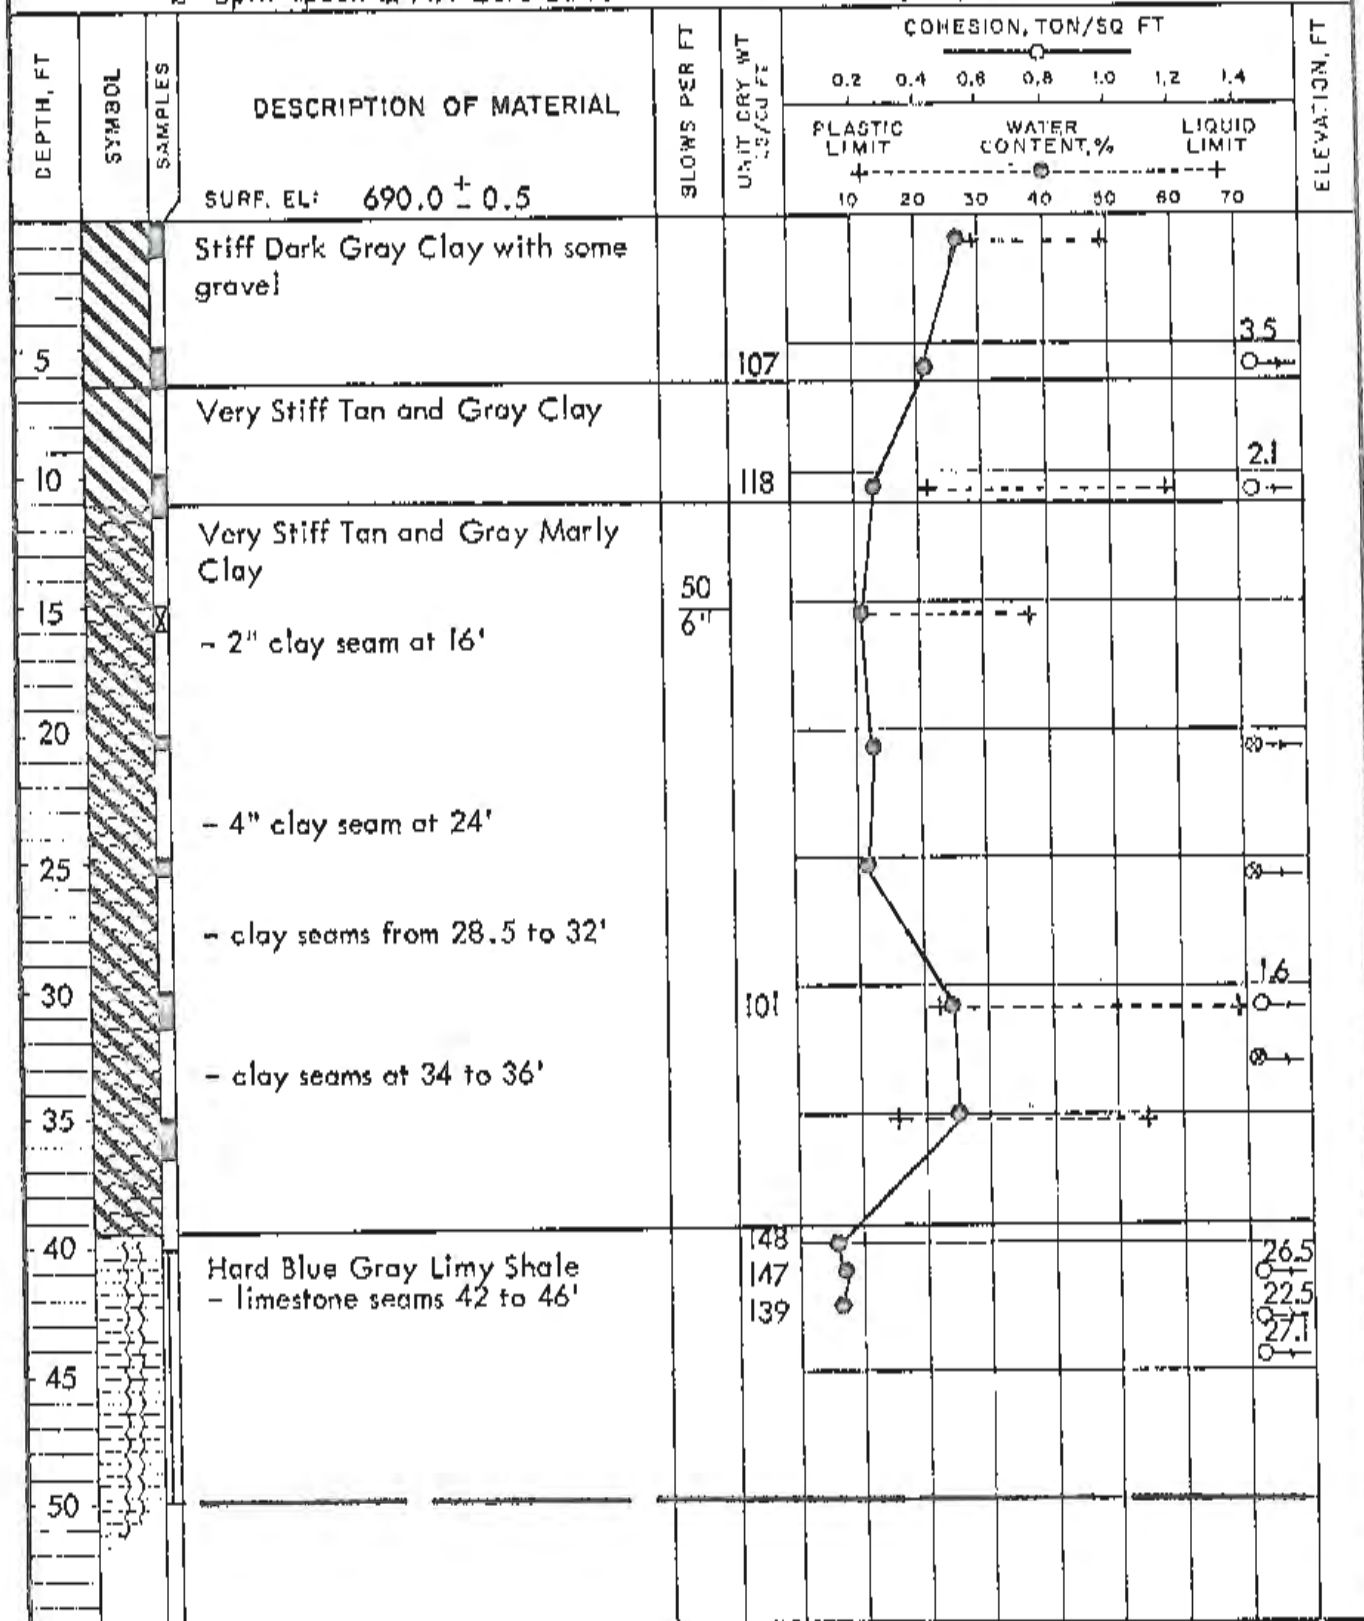 DEPTH, FT
SYMBOL
SAMPLES
DESCRIPTION OF MATERIAL
SURF. EL: 690.0 ± 0.5
BLOWS PER FT
UNIT DRY WT
LB/CU FT
COHESION, TON/SQ FT
0.2 0.4 0.6 0.8 1.0 1.2 1.4
PLASTIC LIMIT
WATER CONTENT, %
LIQUID LIMIT
10 20 30 40 50 60 70
ELEVATION, FT
Stiff Dark Gray Clay with some
gravel
3.5
5
107
Very Stiff Tan and Gray Clay
2.1
10
118
Very Stiff Tan and Gray Marly
Clay
50
6"
15
- 2" clay seam at 16'
20
- 4" clay seam at 24'
25
- clay seams from 28.5 to 32'
1.6
30
101
- clay seams at 34 to 36'
35
40
148
Hard Blue Gray Limy Shale
26.5
147
- limestone seams 42 to 46'
139
22.5
27.1
45
50